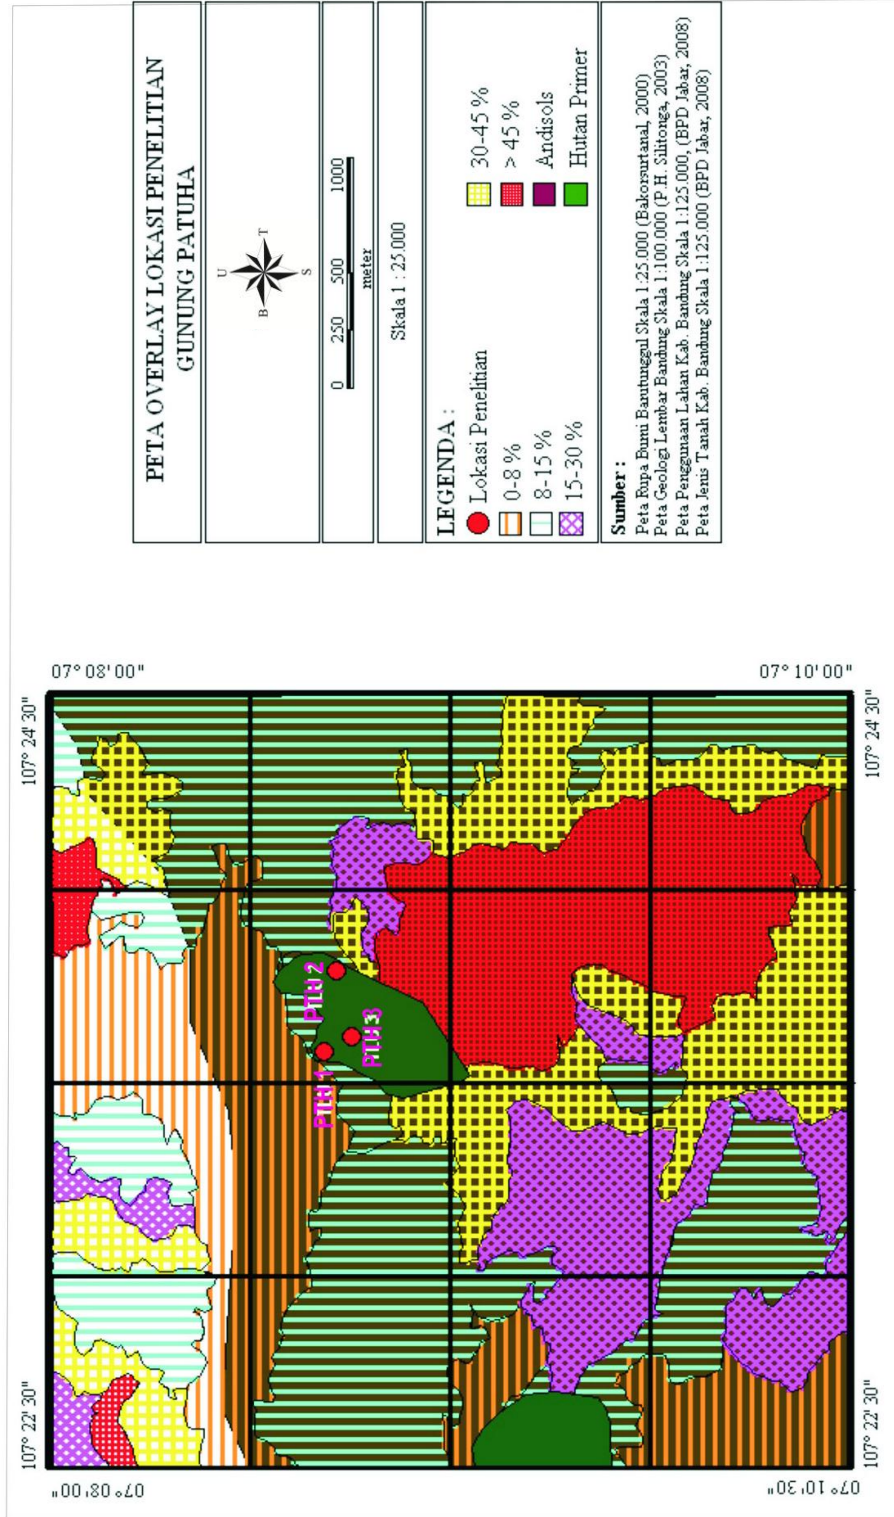 PETA OVERLAY LOKASI PENELITIAN
GUNUNG PATUHA
U
B
T
S
0 250 500 1000
meter
Skala 1 : 25.000
LEGENDA :
Lokasi Penelitian
0-8 %
8-15 %
15-30 %
30-45 %
> 45 %
Andisols
Hutan Primer
Sumber :
Peta Rupa Bumi Barutunggul Skala 1:25.000 (Bakorsurtanal, 2000)
Peta Geologi Lembar Bandung Skala 1:100.000 (P.H. Silitonga, 2003)
Peta Penggunaan Lahan Kab. Bandung Skala 1:125.000, (BPD Jabar, 2008)
Peta Jenis Tanah Kab. Bandung Skala 1:125.000 (BPD Jabar, 2008)
107° 22' 30"
107° 24' 30"
07° 08' 00"
07° 08' 00"
PTLH 1
PTLH 2
PTLH 3
07° 10' 30"
07° 10' 00"
107° 22' 30"
107° 24' 30"